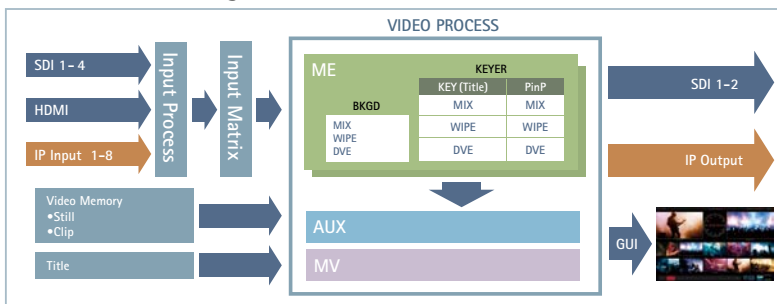 VIDEO PROCESS
SDI 1-4
HDMI
IP Input 1-8
Input Process
Input Matrix
Video Memory
•Still
•Clip
Title
ME
BKGD
MIX
WIPE
DVE
KEYER
KEY (Title) PinP
MIX MIX
WIPE WIPE
DVE DVE
AUX
MV
SDI 1-2
IP Output
GUI